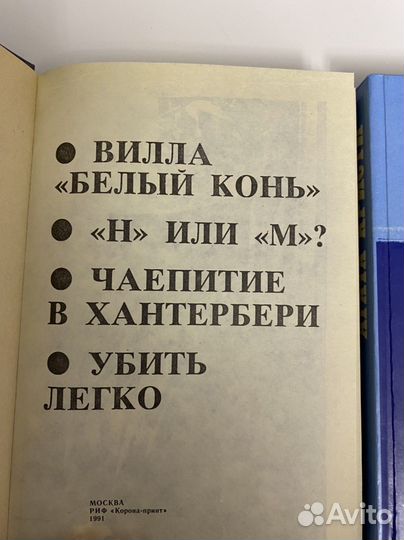 ● ВИЛЛА
«БЕЛЫЙ КОНЬ»
● «Н» ИЛИ «М»?
● ЧАЕПИТИЕ
В ХАНТЕРБЕРИ
● УБИТЬ
ЛЕГКО
МОСКВА
РИФ «Корона-принт»
1991
Avito